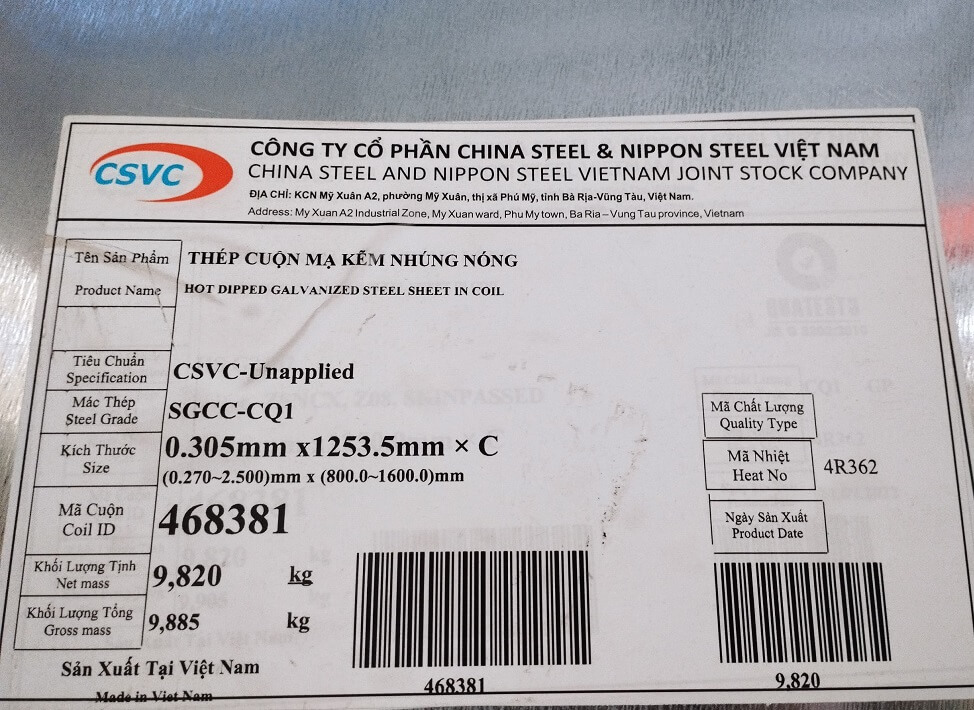 CSVC
CÔNG TY CỔ PHẦN CHINA STEEL & NIPPON STEEL VIỆT NAM
CHINA STEEL AND NIPPON STEEL VIETNAM JOINT STOCK COMPANY
ĐỊA CHỈ: KCN Mỹ Xuân A2, phường Mỹ Xuân, thị xã Phú Mỹ, tỉnh Bà Rịa-Vũng Tàu, Việt Nam.
Address: My Xuan A2 Industrial Zone, My Xuan ward, Phu My town, Ba Ria – Vung Tau province, Vietnam
Tên Sản Phẩm THÉP CUỘN MẠ KẼM NHÚNG NÓNG
Product Name HOT DIPPED GALVANIZED STEEL SHEET IN COIL
Tiêu Chuẩn
Specification CSVC-Unapplied
Mác Thép
Steel Grade SGCC-CQ1
Mã Chất Lượng
Quality Type
Kích Thước
Size 0.305mm x1253.5mm × C
(0.270~2.500)mm x (800.0~1600.0)mm
Mã Nhiệt
Heat No 4R362
Mã Cuộn
Coil ID 468381
Ngày Sản Xuất
Product Date
Khối Lượng Tịnh
Net mass 9,820 kg
Khối Lượng Tổng
Gross mass 9,885 kg
Sản Xuất Tại Việt Nam
Made in Viet Nam
468381
9,820